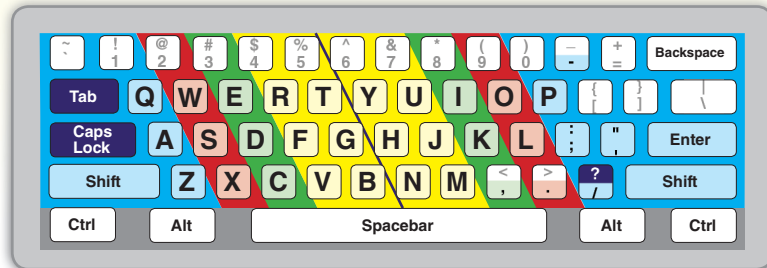 ~ ! @ # $ % ^ & * ( ) _ +
` 1 2 3 4 5 6 7 8 9 0 - = Backspace
Tab Q W E R T Y U I O P { [ } ] | \
Caps Lock A S D F G H J K L : ; " ' Enter
Shift Z X C V B N M < , > . ? / Shift
Ctrl Alt Spacebar Alt Ctrl